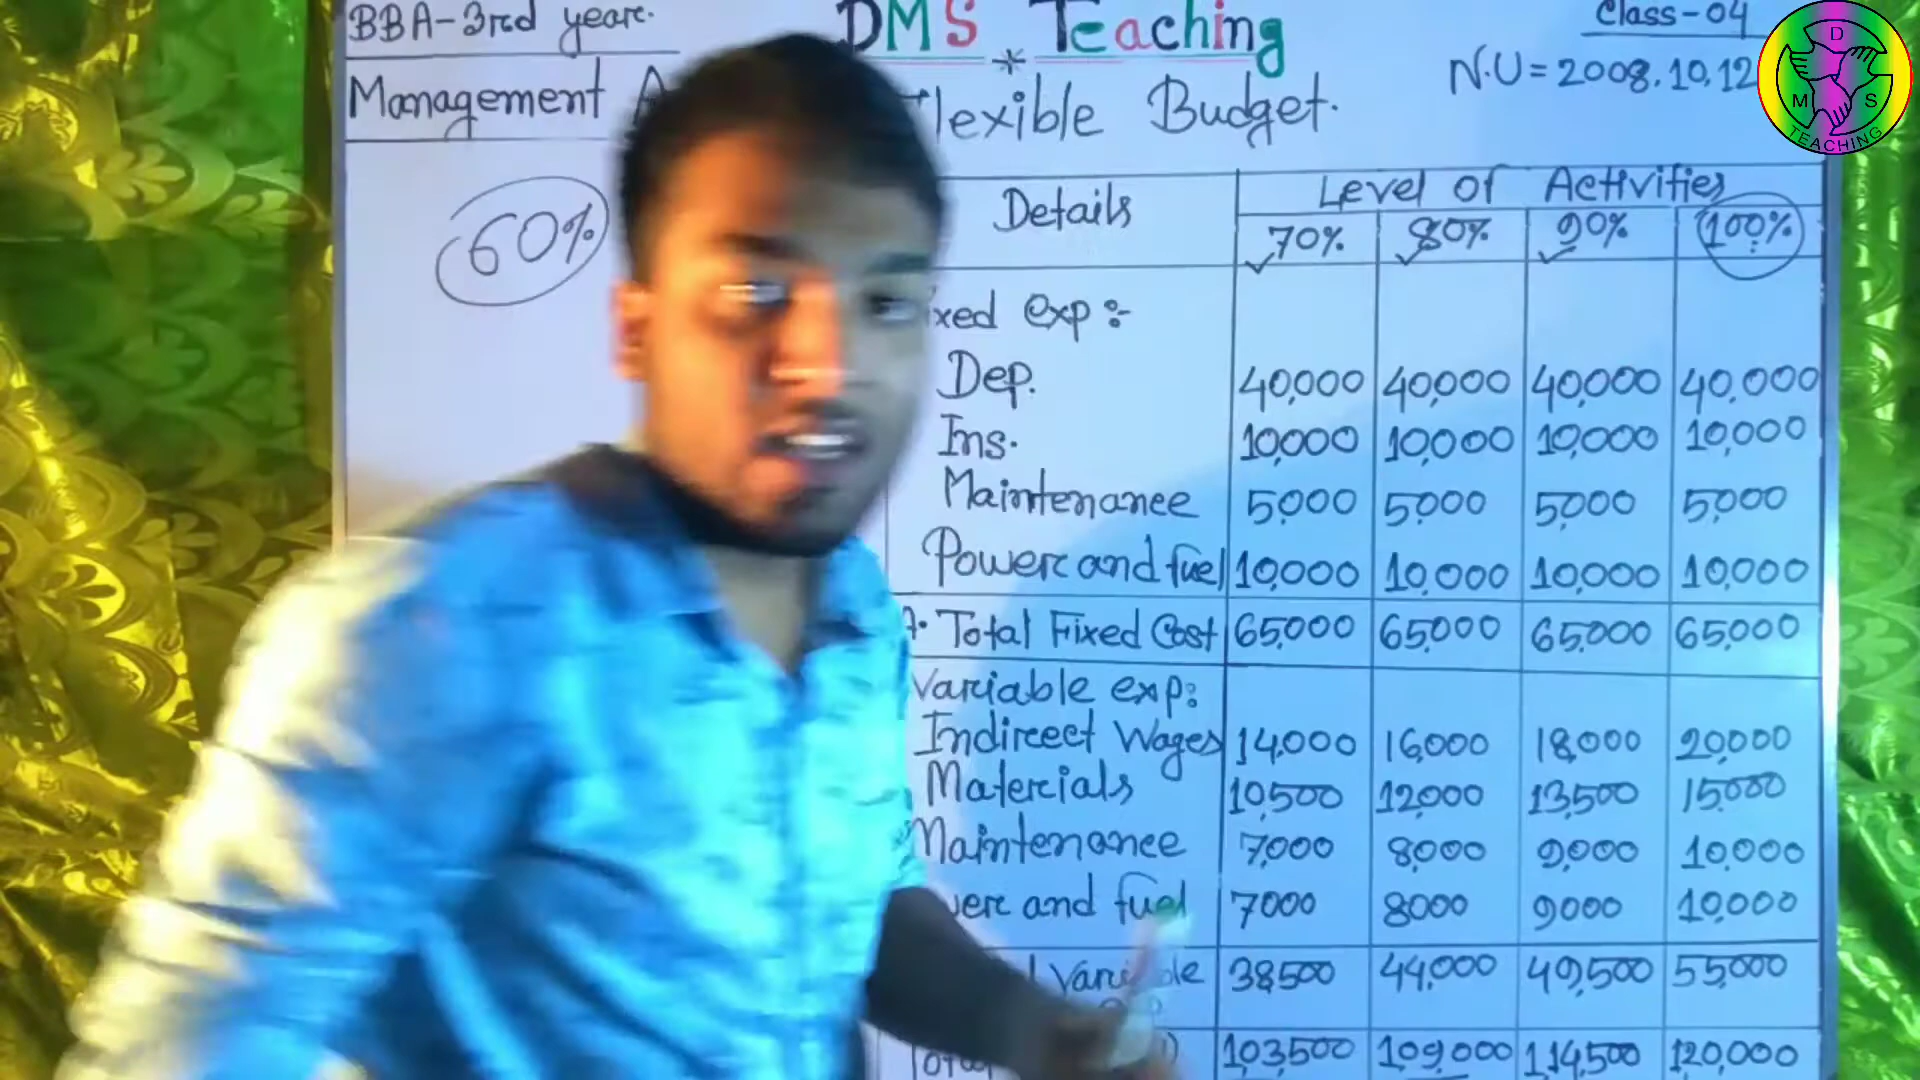 BBA-3rd year.
DMS Teaching
Class-04
Management
Flexible Budget.
N.U = 2008.10,12
D
M S
TEACHING
60%
Details
Level of Activities
70% 80% 90% 100%
Fixed exp:-
Dep. 40,000 40,000 40,000 40,000
Ins. 10,000 10,000 10,000 10,000
Maintenance 5,000 5,000 5,000 5,000
Power and fuel 10,000 10,000 10,000 10,000
A. Total Fixed Cost 65,000 65,000 65,000 65,000
Variable exp:
Indirect Wages 14,000 16,000 18,000 20,000
Materials 10,500 12,000 13,500 15,000
Maintenance 7,000 8,000 9,000 10,000
and fuel 7000 8000 9000 10,000
Variable 38,500 44,000 49,500 55,000
103,500 109,000 114,500 120,000